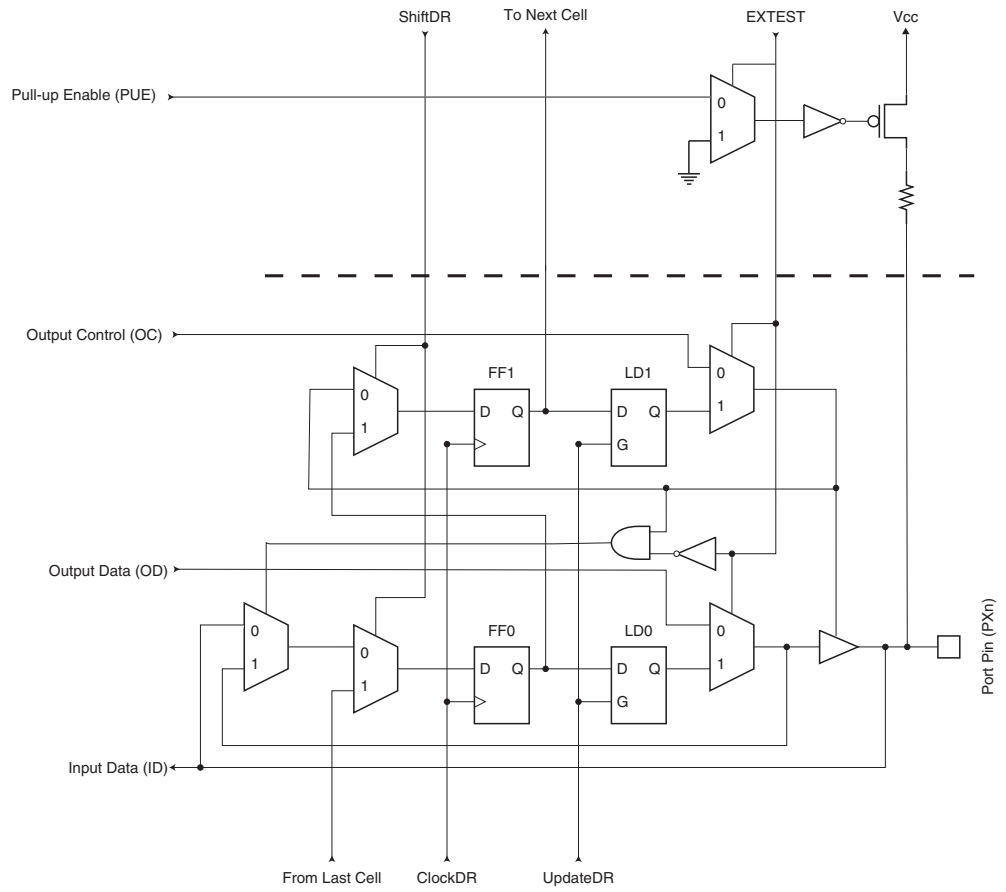 ShiftDR
To Next Cell
EXTEST
Vcc
Pull-up Enable (PUE)
0
1
Output Control (OC)
FF1
LD1
0
1
D Q
D Q
G
0
1
Output Data (OD)
FF0
LD0
0
1
0
1
D Q
D Q
G
0
1
Port Pin (PXn)
Input Data (ID)
From Last Cell
ClockDR
UpdateDR